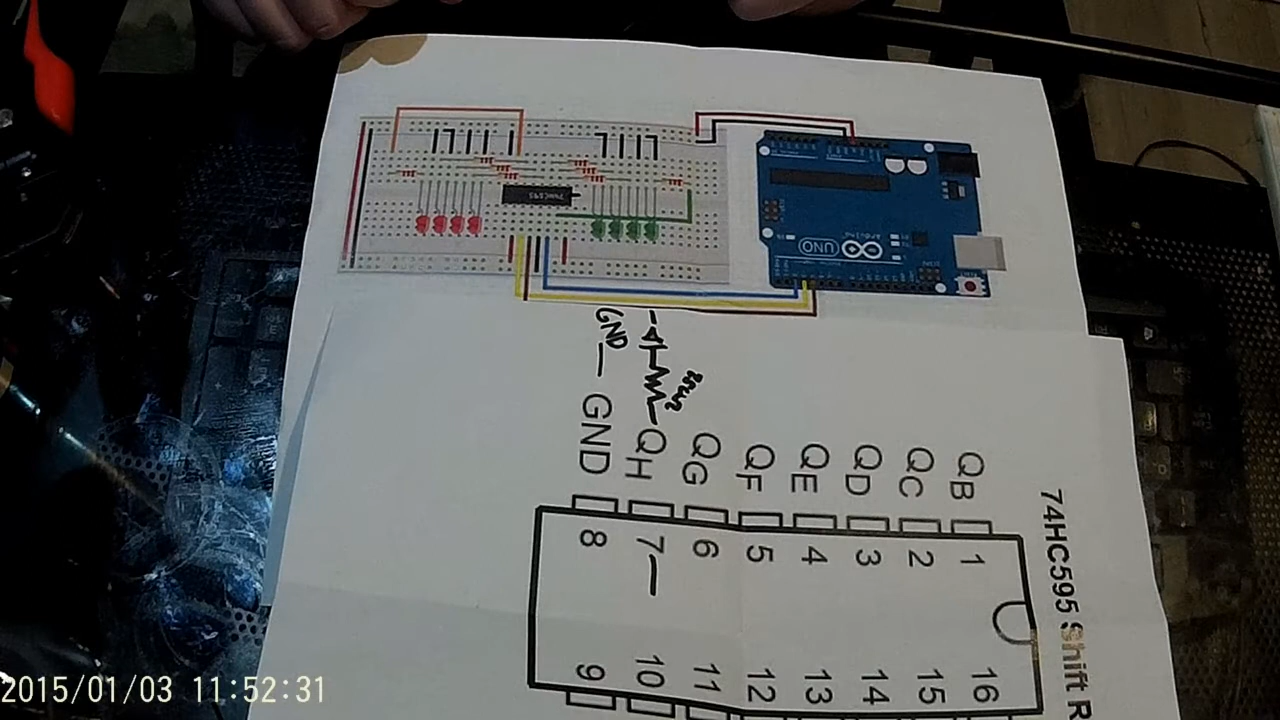 74HC595
UNO
GND
GND
QH
QG
QF
QE
QD
QC
QB
74HC595 Shift R
8
7
6
5
4
3
2
1
9
10
11
12
13
14
15
16
2015/01/03 11:52:31